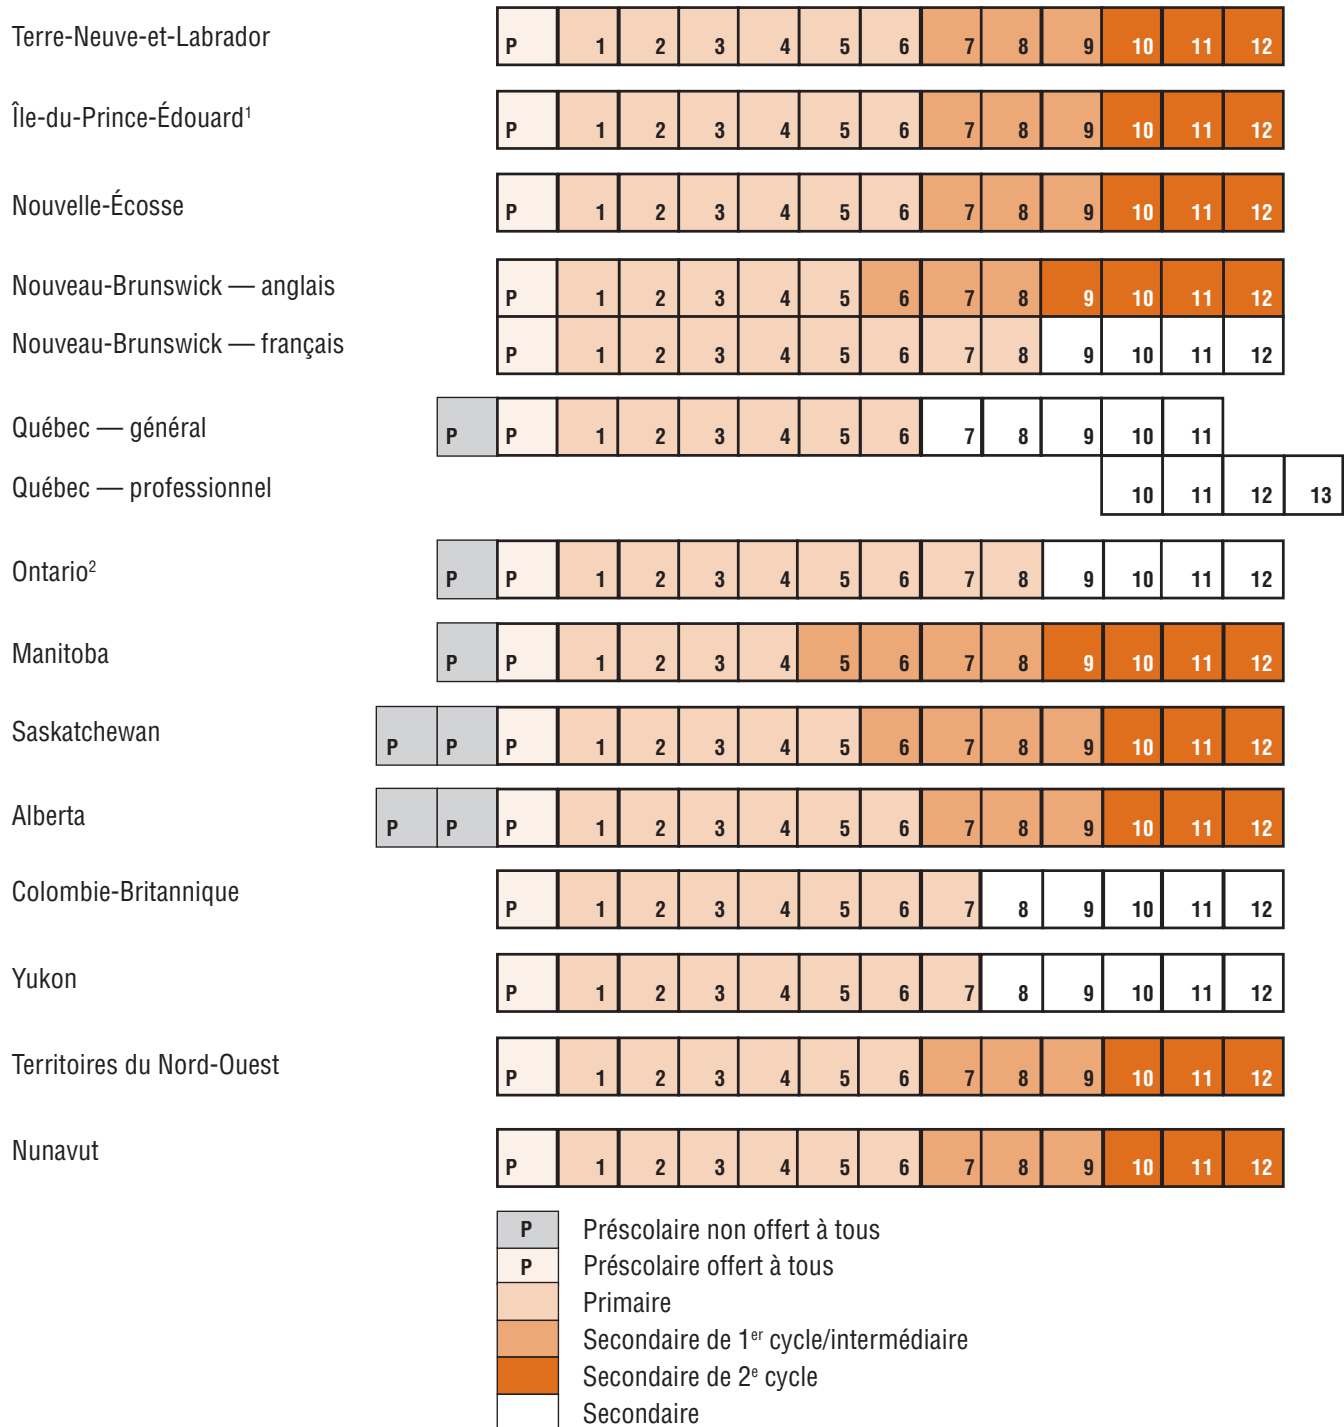 Terre-Neuve-et-Labrador P 1 2 3 4 5 6 7 8 9 10 11 12
Île-du-Prince-Édouard¹ P 1 2 3 4 5 6 7 8 9 10 11 12
Nouvelle-Écosse P 1 2 3 4 5 6 7 8 9 10 11 12
Nouveau-Brunswick — anglais P 1 2 3 4 5 6 7 8 9 10 11 12
Nouveau-Brunswick — français P 1 2 3 4 5 6 7 8 9 10 11 12
Québec — général P P 1 2 3 4 5 6 7 8 9 10 11
Québec — professionnel 10 11 12 13
Ontario² P P 1 2 3 4 5 6 7 8 9 10 11 12
Manitoba P P 1 2 3 4 5 6 7 8 9 10 11 12
Saskatchewan P P P 1 2 3 4 5 6 7 8 9 10 11 12
Alberta P P P 1 2 3 4 5 6 7 8 9 10 11 12
Colombie-Britannique P 1 2 3 4 5 6 7 8 9 10 11 12
Yukon P 1 2 3 4 5 6 7 8 9 10 11 12
Territoires du Nord-Ouest P 1 2 3 4 5 6 7 8 9 10 11 12
Nunavut P 1 2 3 4 5 6 7 8 9 10 11 12
P Préscolaire non offert à tous
P Préscolaire offert à tous
Primaire
Secondaire de 1er cycle/intermédiaire
Secondaire de 2e cycle
Secondaire